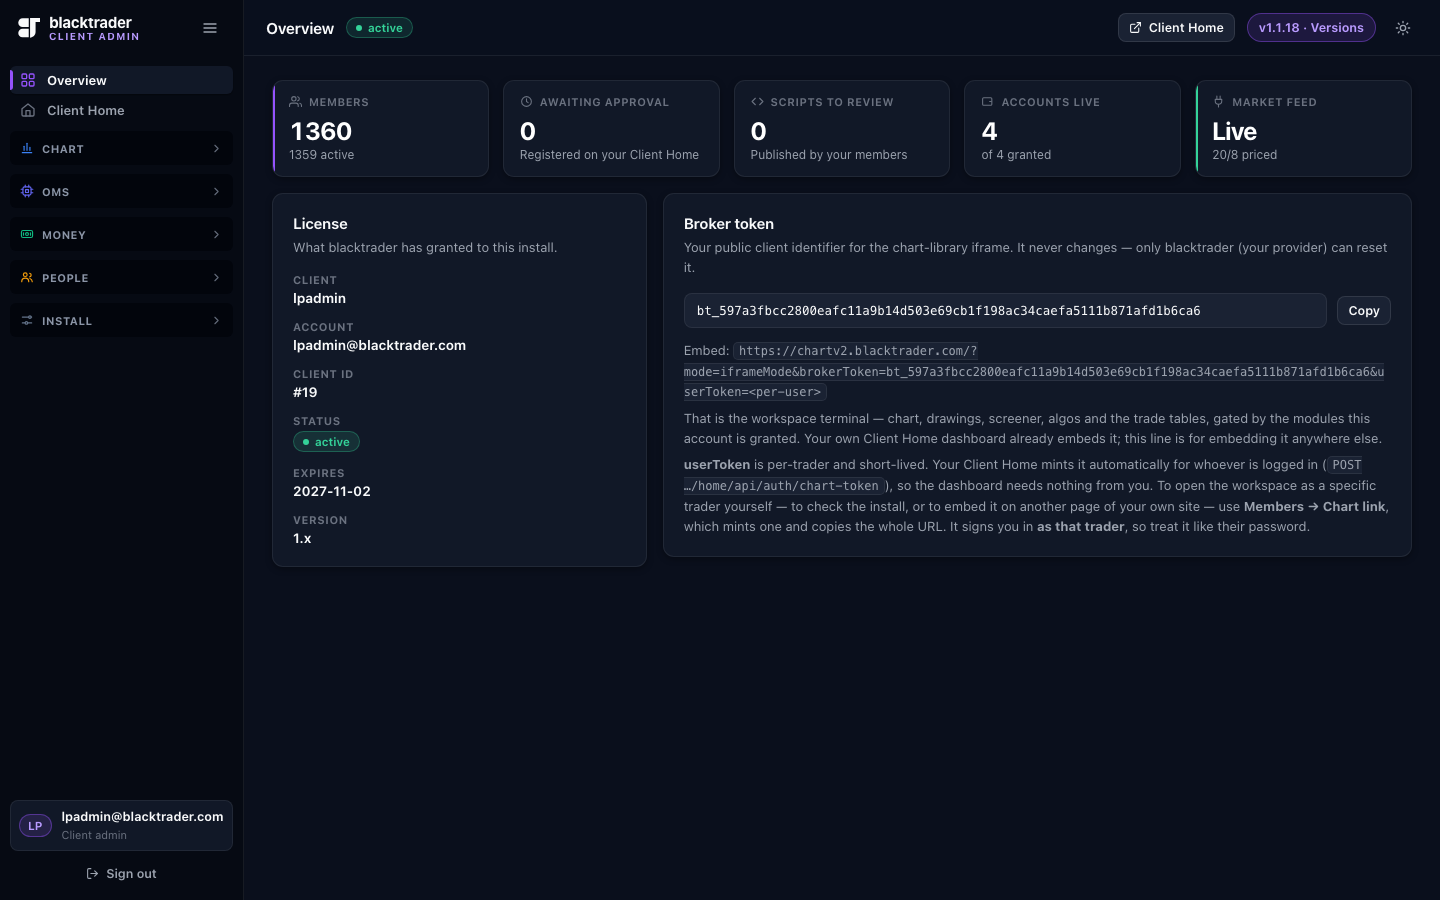 blacktrader
CLIENT ADMIN
Overview
Client Home
CHART
OMS
MONEY
PEOPLE
INSTALL
LP
lpadmin@blacktrader.com
Client admin
Sign out
Overview
active
Client Home
v1.1.18 · Versions
MEMBERS
1360
1359 active
AWAITING APPROVAL
0
Registered on your Client Home
SCRIPTS TO REVIEW
0
Published by your members
ACCOUNTS LIVE
4
of 4 granted
MARKET FEED
Live
20/8 priced
License
What blacktrader has granted to this install.
CLIENT
lpadmin
ACCOUNT
lpadmin@blacktrader.com
CLIENT ID
#19
STATUS
active
EXPIRES
2027-11-02
VERSION
1.x
Broker token
Your public client identifier for the chart-library iframe. It never changes — only blacktrader (your provider) can reset
it.
bt_597a3fbcc2800eafc11a9b14d503e69cb1f198ac34caefa5111b871afd1b6ca6
Copy
Embed: https://chartv2.blacktrader.com/?
mode=iframeMode&brokerToken=bt_597a3fbcc2800eafc11a9b14d503e69cb1f198ac34caefa5111b871afd1b6ca6&u
serToken=<per-user>
That is the workspace terminal — chart, drawings, screener, algos and the trade tables, gated by the modules this
account is granted. Your own Client Home dashboard already embeds it; this line is for embedding it anywhere else.
userToken is per-trader and short-lived. Your Client Home mints it automatically for whoever is logged in (POST
…/home/api/auth/chart-token), so the dashboard needs nothing from you. To open the workspace as a specific
trader yourself — to check the install, or to embed it on another page of your own site — use Members → Chart link,
which mints one and copies the whole URL. It signs you in as that trader, so treat it like their password.